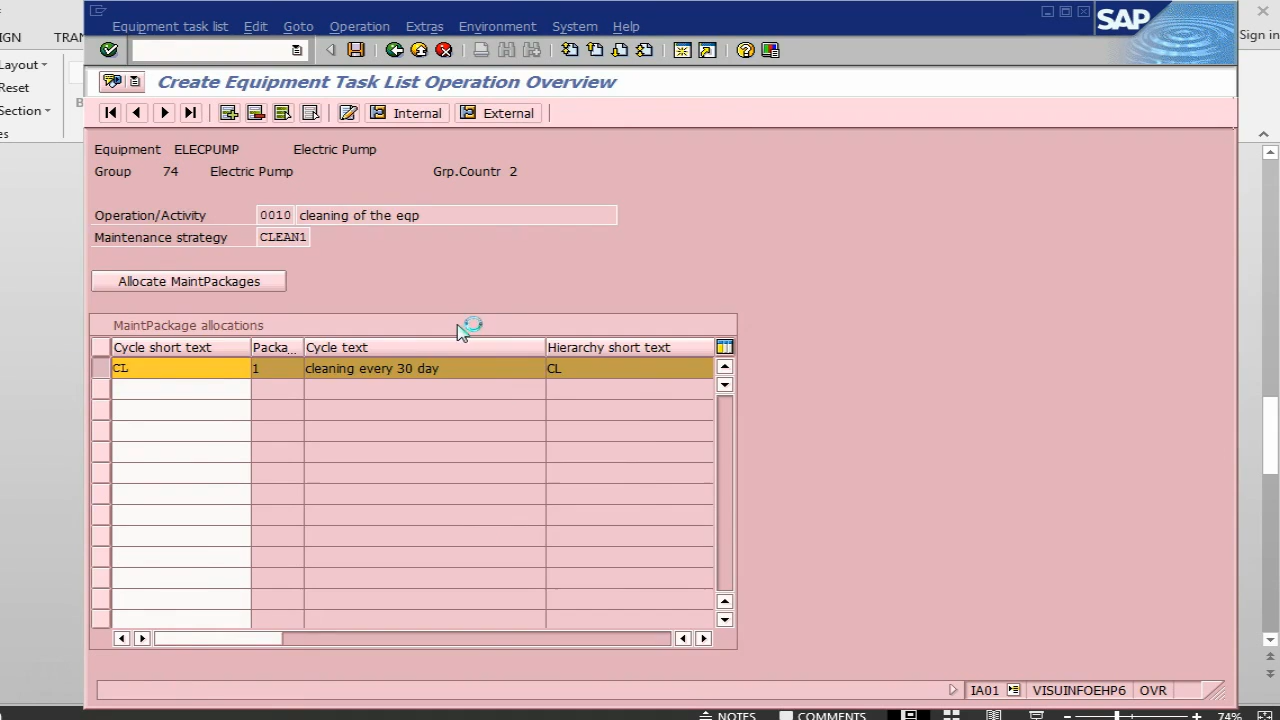 Equipment task list Edit Goto Operation Extras Environment System Help
SAP
Sign in
IGN TRAN
Layout
Reset
Section
Create Equipment Task List Operation Overview
Internal External
Equipment ELECPUMP Electric Pump
Group 74 Electric Pump Grp.Countr 2
Operation/Activity 0010 cleaning of the eqp
Maintenance strategy CLEAN1
Allocate MaintPackages
MaintPackage allocations
Cycle short text Packa... Cycle text Hierarchy short text
CL 1 cleaning every 30 day CL
IA01 VISUINFOEHP6 OVR
NOTES COMMENTS 74%